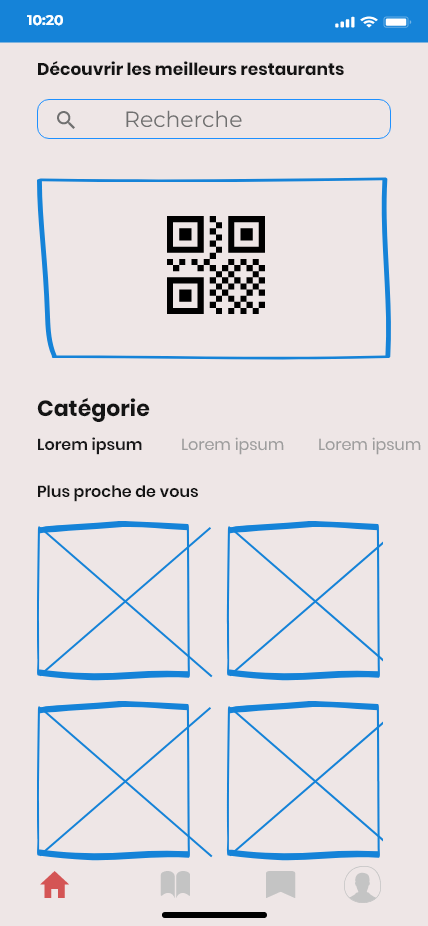 10:20
Découvrir les meilleurs restaurants
Recherche
Catégorie
Lorem ipsum Lorem ipsum Lorem ipsum
Plus proche de vous